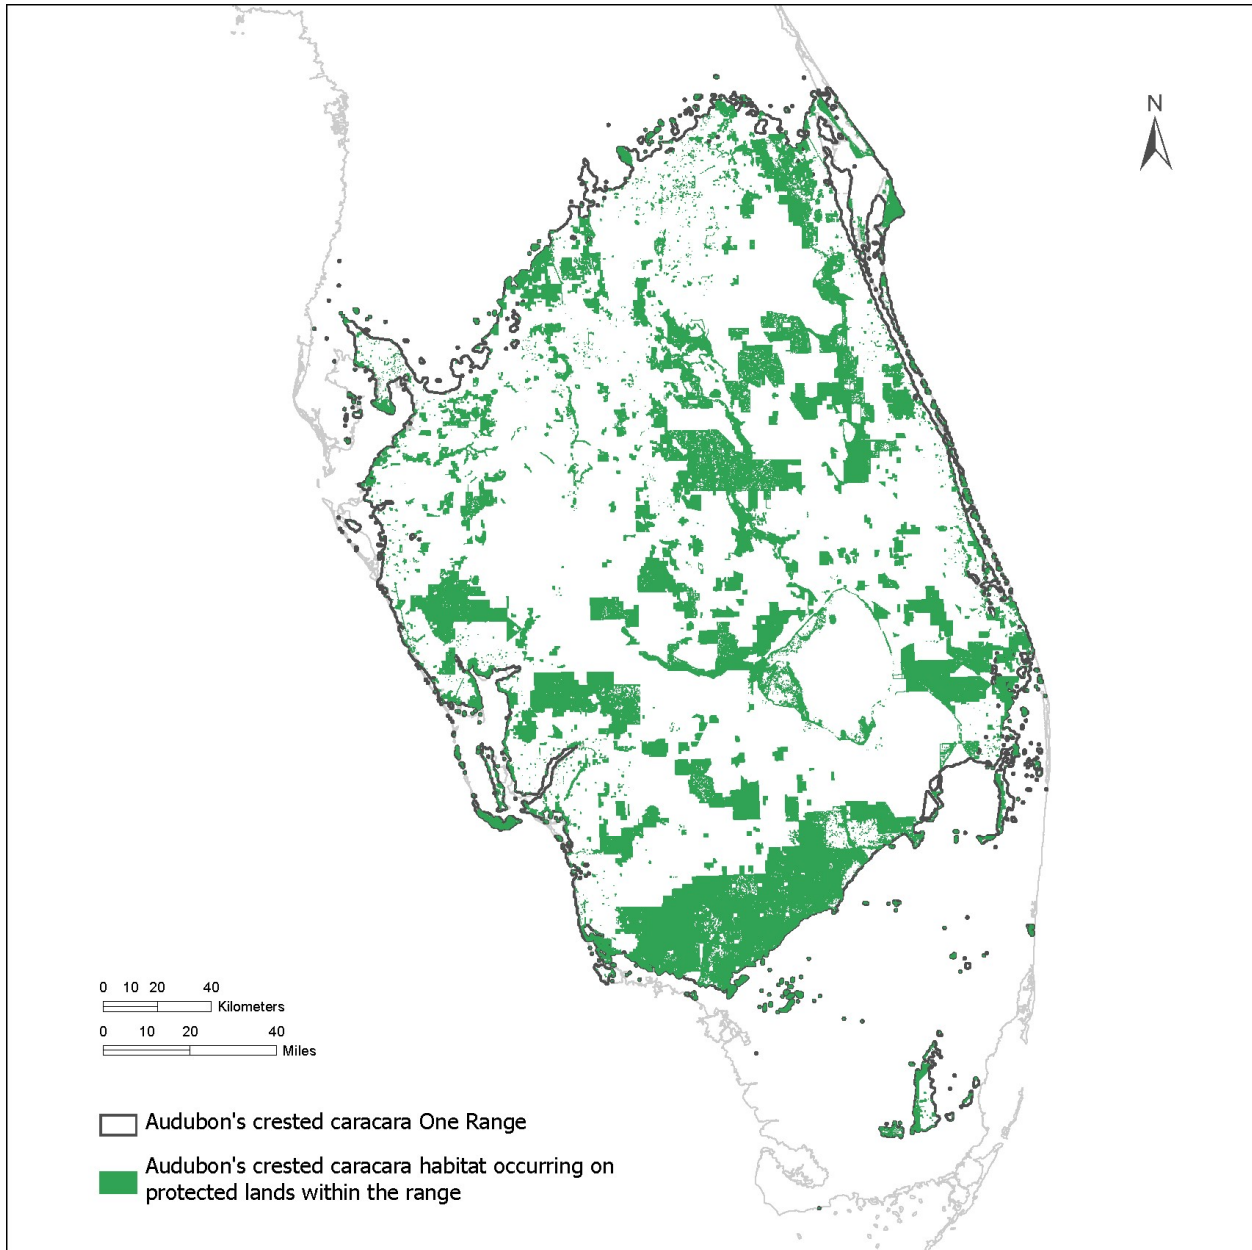 N
0 10 20 40
Kilometers
0 10 20 40
Miles
Audubon's crested caracara One Range
Audubon's crested caracara habitat occurring on
protected lands within the range